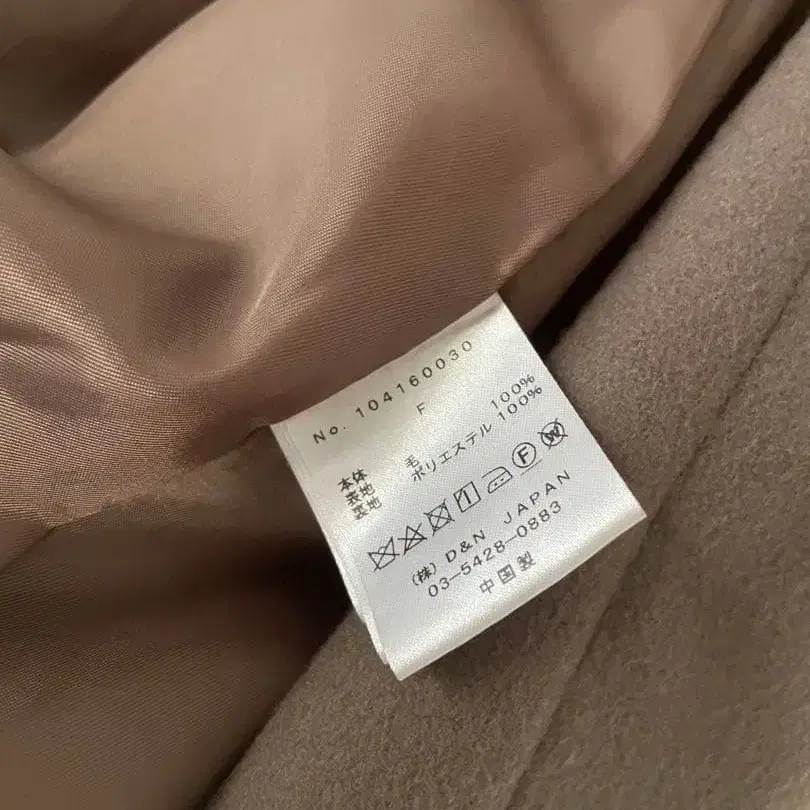 No. 104160030
F
本体
表地 毛 100%
裏地 ポリエステル 100%
F W
(株) D&N JAPAN
03-5428-0883
中国製